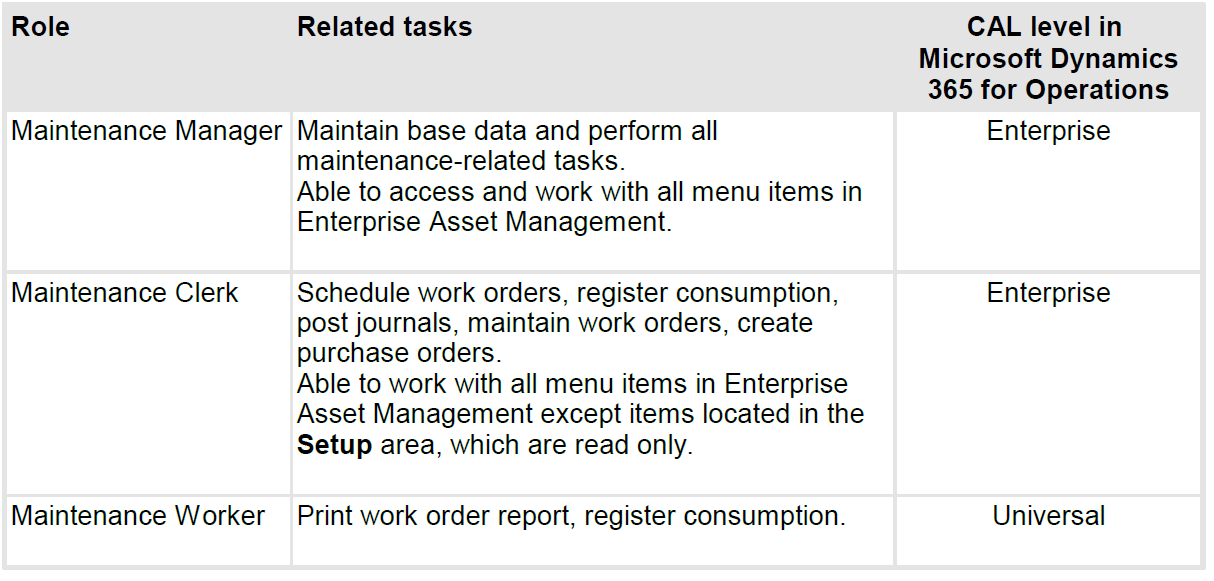 Role
Related tasks
CAL level in
Microsoft Dynamics
365 for Operations
Maintenance Manager
Maintain base data and perform all
maintenance-related tasks.
Able to access and work with all menu items in
Enterprise Asset Management.
Enterprise
Maintenance Clerk
Schedule work orders, register consumption,
post journals, maintain work orders, create
purchase orders.
Able to work with all menu items in Enterprise
Asset Management except items located in the
Setup area, which are read only.
Enterprise
Maintenance Worker
Print work order report, register consumption.
Universal